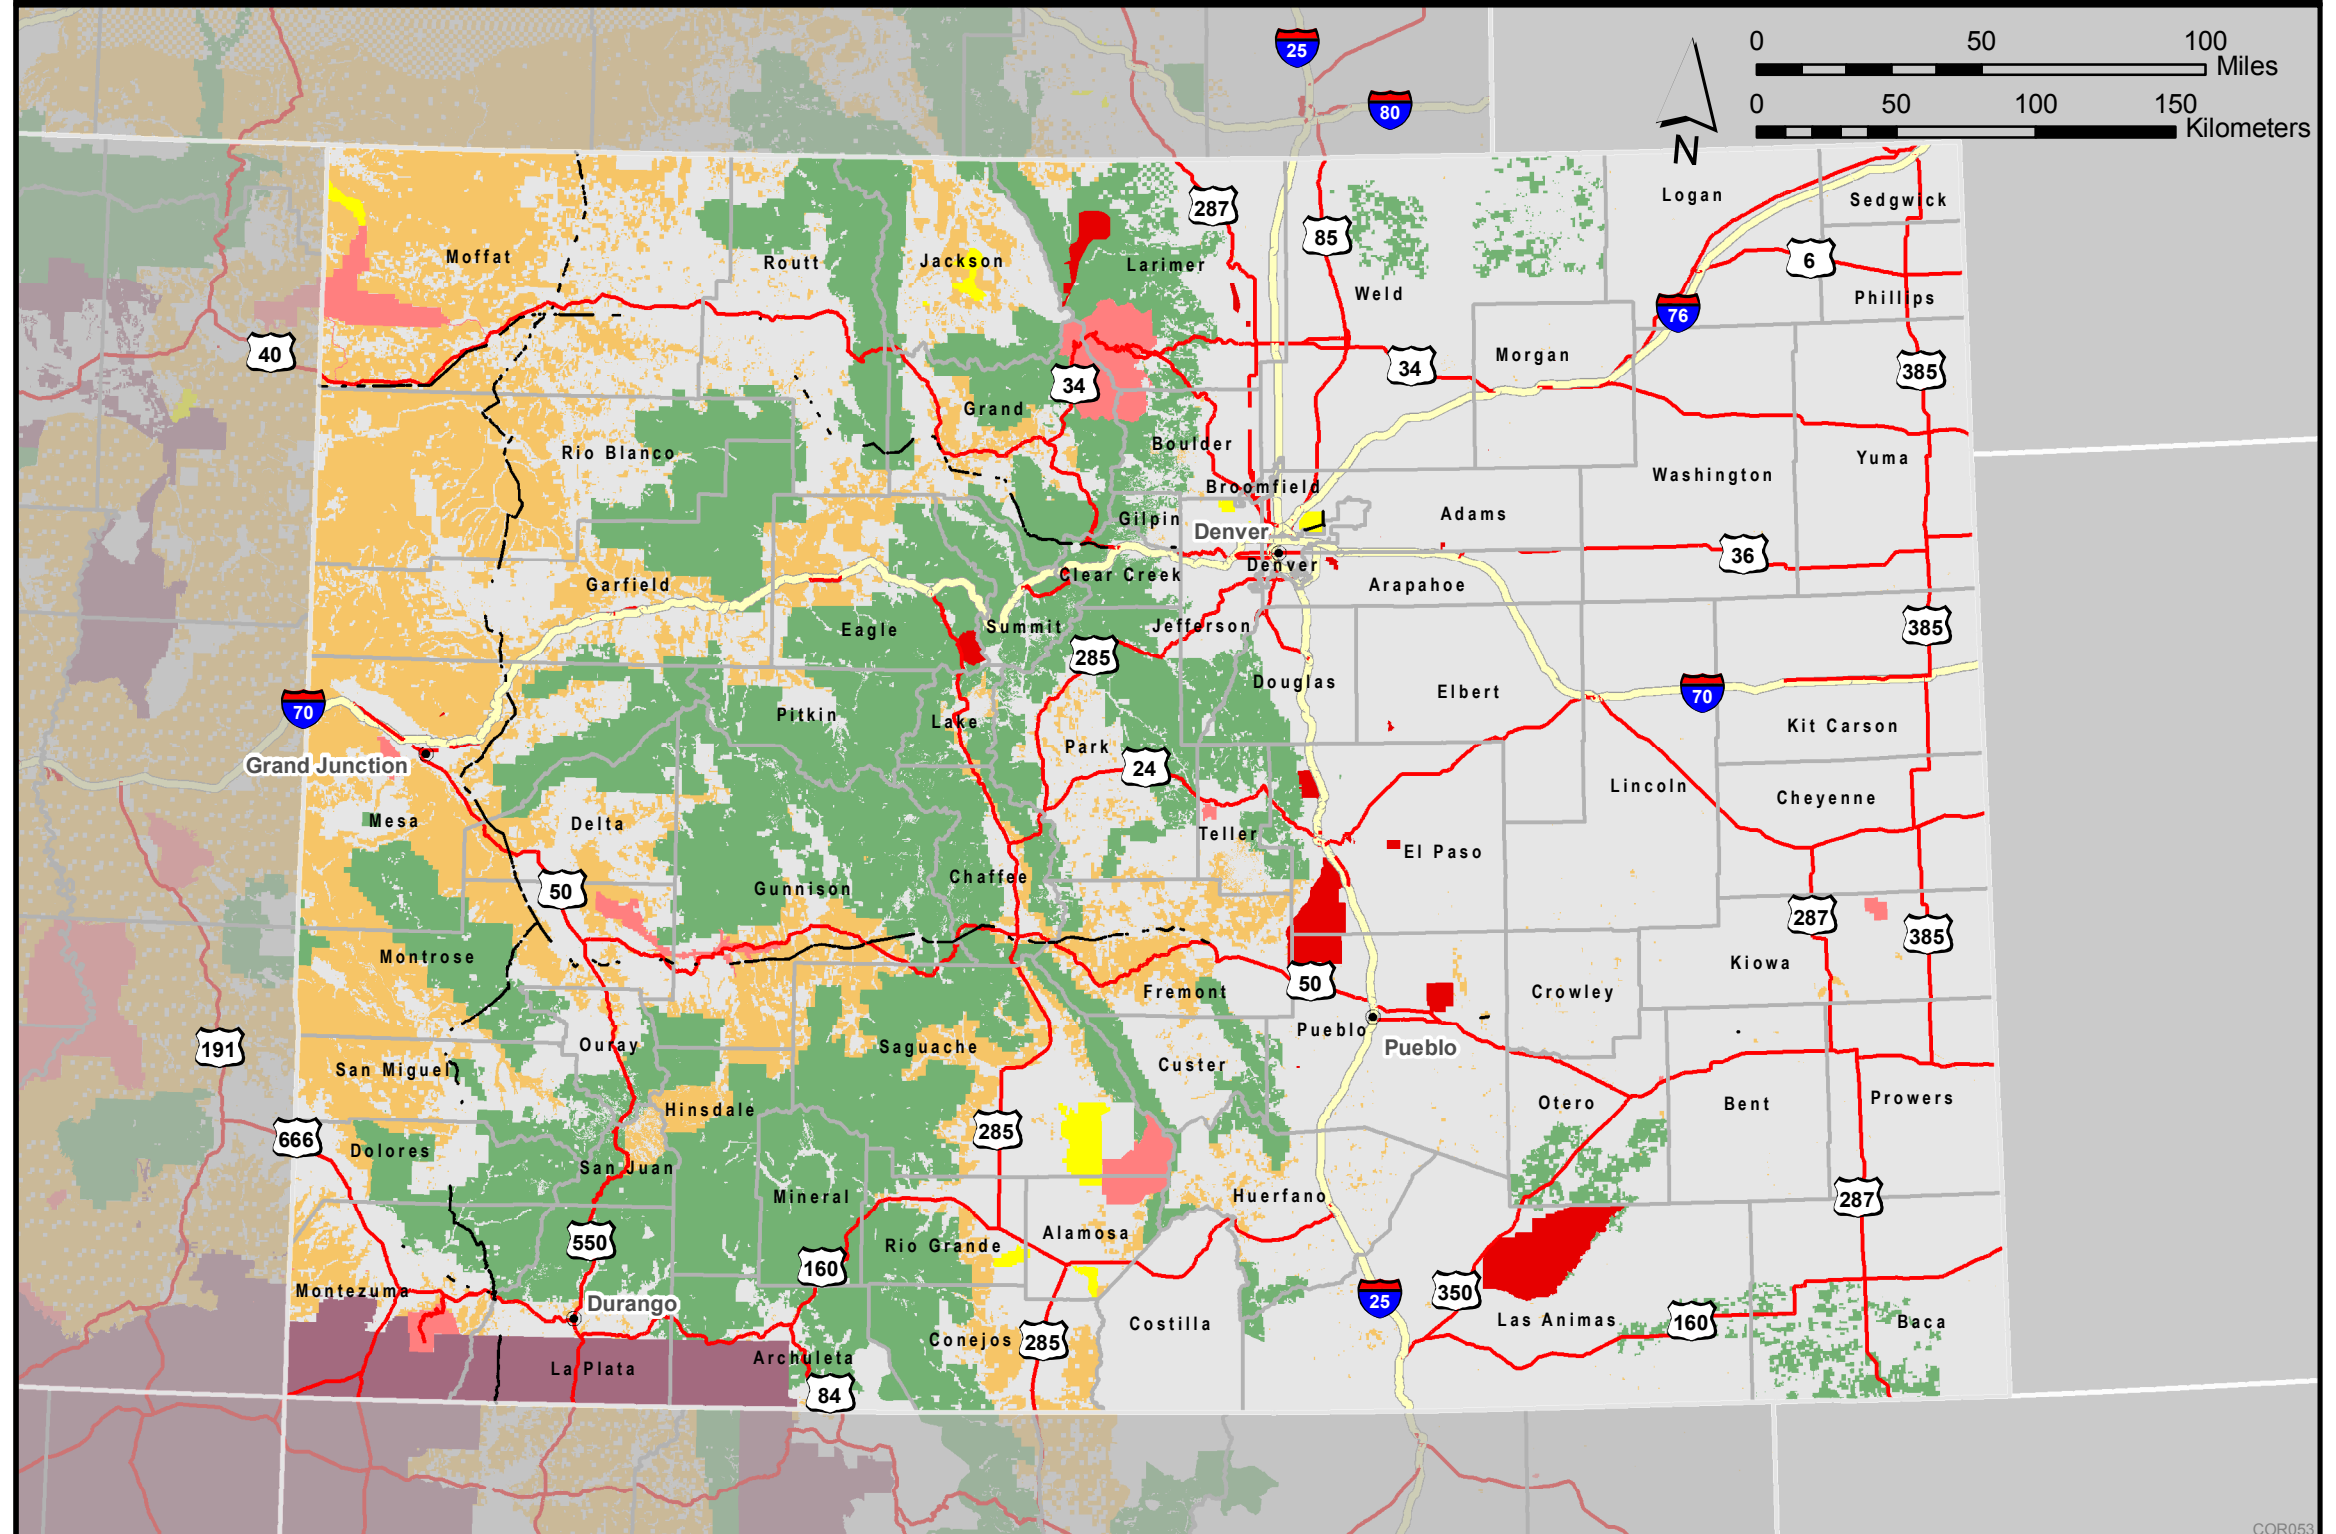 0 50 100
Miles
0 50 100 150
Kilometers
N
25
80
287
85
Logan
Sedgwick
6
Moffat
Routt
Jackson
Larimer
Weld
Phillips
76
40
34
34
Morgan
385
Grand
Rio Blanco
Boulder
Washington
Yuma
Broomfield
Gilpin
Adams
Denver
36
Garfield
Clear Creek
Denver
Arapahoe
Eagle
Summit
Jefferson
385
285
Douglas
Elbert
70
70
Pitkin
Lake
Kit Carson
Park
Grand Junction
24
Lincoln
Cheyenne
Mesa
Delta
Teller
El Paso
50
Gunnison
Chaffee
287
385
Montrose
Kiowa
50
Fremont
Crowley
Pueblo
191
Ouray
Saguache
Pueblo
San Miguel
Custer
Hinsdale
Otero
Bent
Prowers
285
666
Dolores
San Juan
Mineral
Huerfano
287
550
Rio Grande
Alamosa
160
Montezuma
Durango
25
350
Las Animas
160
Baca
Conejos
285
Costilla
La Plata
Archuleta
84
COR053